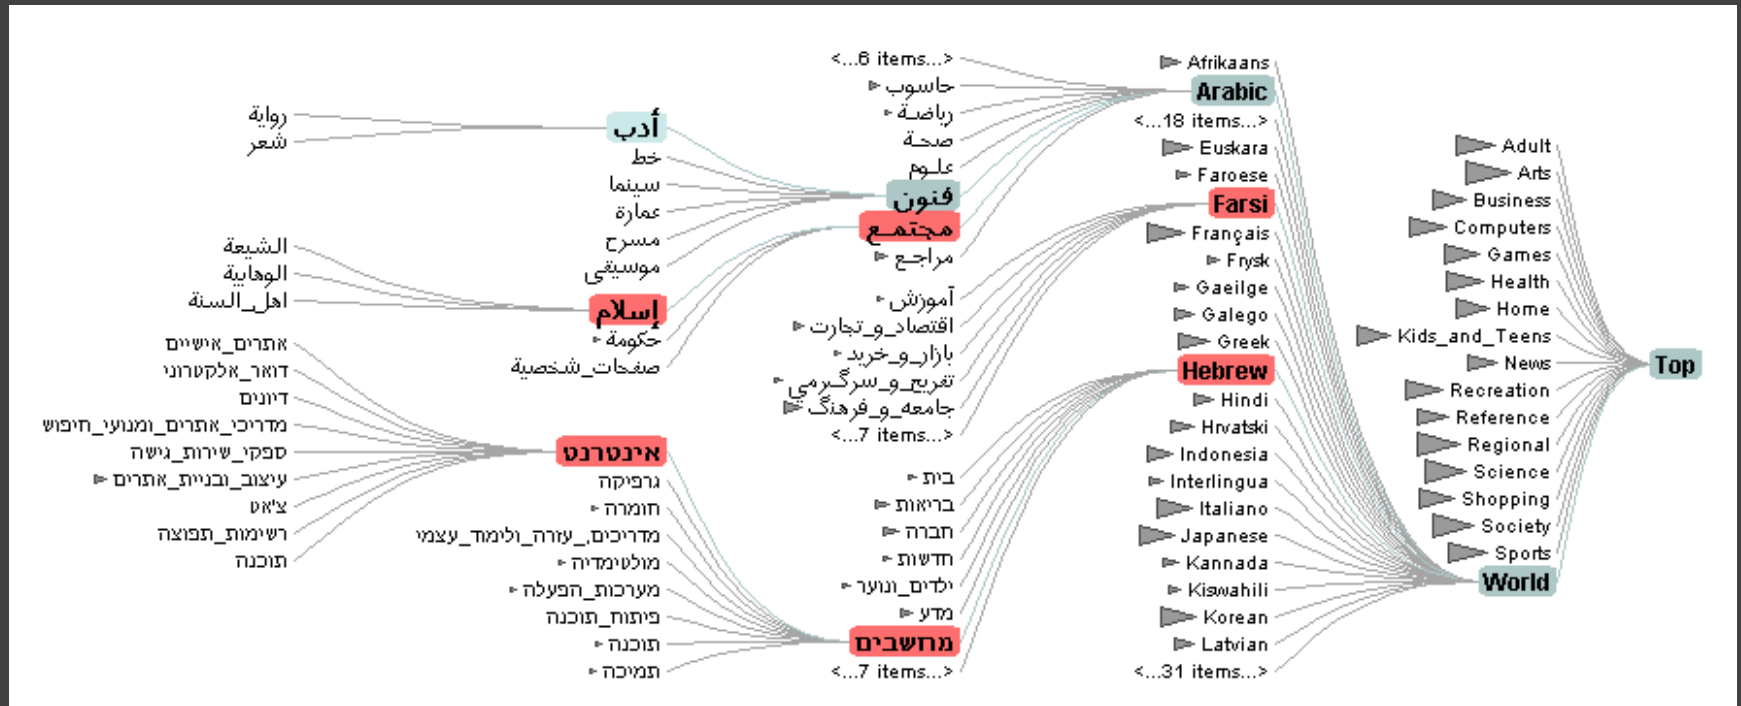 Top
Adult
Arts
Business
Computers
Games
Health
Home
Kids_and_Teens
News
Recreation
Reference
Regional
Science
Shopping
Society
Sports
World
Afrikaans
Arabic
<...18 items...>
Euskara
Faroese
Farsi
Français
Frysk
Gaeilge
Galego
Greek
Hebrew
Hindi
Hrvatski
Indonesia
Interlingua
Italiano
Japanese
Kannada
Kiswahili
Korean
Latvian
<...31 items...>
<...6 items...>
حاسوب
رياضة
صحة
علوم
فنون
مجتمع
مراجع
آموزش
اقتصاد_و_تجارت
بازار_و_خرید
تفریح_و_سرگرمی
جامعه_و_فرهنگ
<...7 items...>
בית
בריאות
חברה
חדשות
ילדים_ונוער
מדע
מחשבים
<...7 items...>
أدب
خط
سينما
عمارة
مسرح
موسيقى
إسلام
حكومة
صفحات_شخصية
אינטרנט
גרפיקה
חומרה
מדריכים,_עזרה_ולימוד_עצמי
מולטימדיה
מערכות_הפעלה
פיתוח_תוכנה
תוכנה
תמיכה
رواية
شعر
الشيعة
الوهابية
اهل_السنة
אתרים_אישיים
דואר_אלקטרוני
דיונים
מדריכי_אתרים_ומנועי_חיפוש
ספקי_שירות_גישה
עיצוב_ובניית_אתרים
צ'אט
רשימות_תפוצה
תוכנה